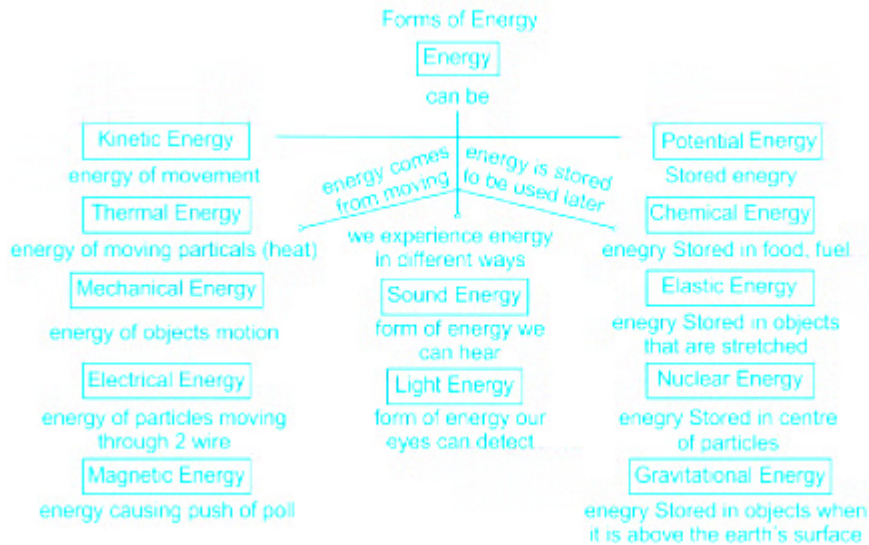 Forms of Energy
Energy
can be
Kinetic Energy
energy of movement
Thermal Energy
energy of moving particals (heat)
Mechanical Energy
energy of objects motion
Electrical Energy
energy of particles moving
through 2 wire
Magnetic Energy
energy causing push of poll
energy comes
from moving
energy is stored
to be used later
we experience energy
in different ways
Sound Energy
form of energy we
can hear
Light Energy
form of energy our
eyes can detect
Potential Energy
Stored enegry
Chemical Energy
enegry Stored in food, fuel
Elastic Energy
enegry Stored in objects
that are stretched
Nuclear Energy
enegry Stored in centre
of particles
Gravitational Energy
enegry Stored in objects when
it is above the earth's surface